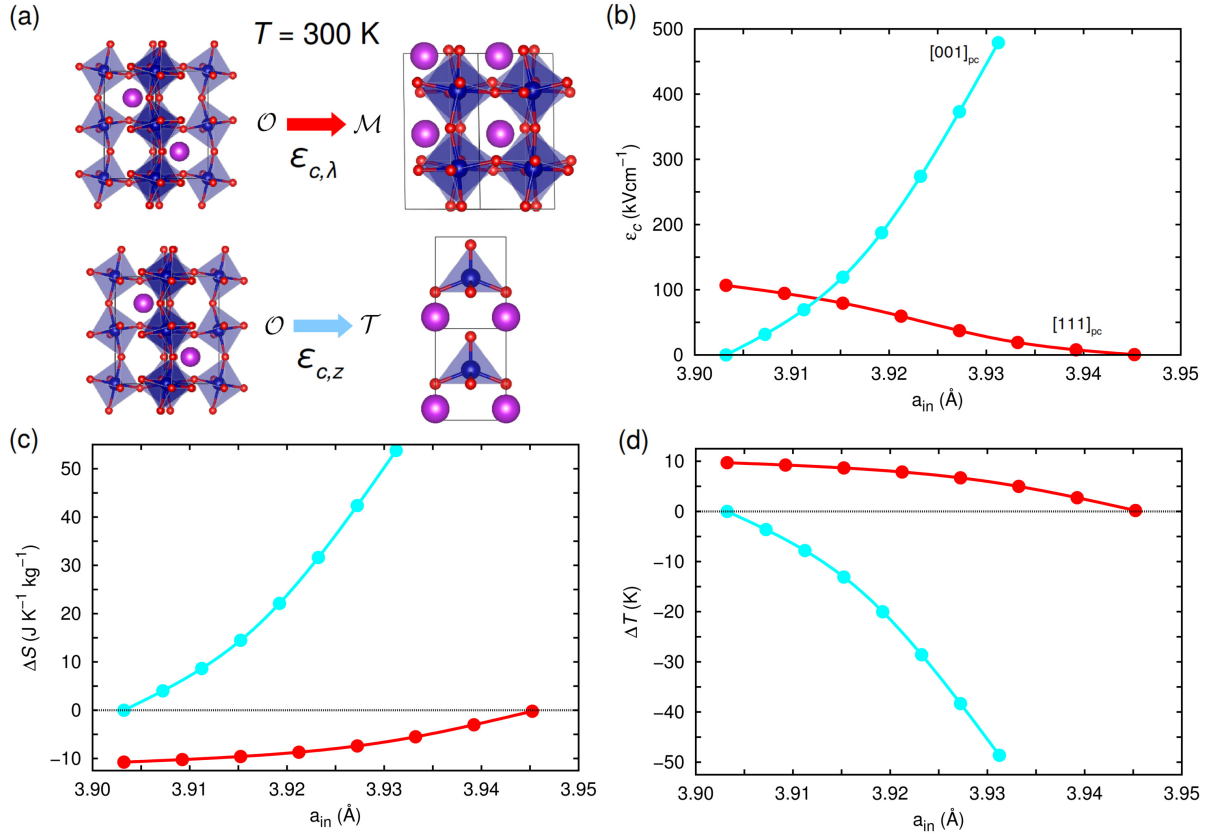 (a)
T = 300 K
𝒪 ℳ
ε_{c,λ}
𝒪 𝒯
ε_{c,z}
(b)
500
400
300
200
100
0
ε_c (kVcm⁻¹)
[001]_{pc}
[111]_{pc}
3.90 3.91 3.92 3.93 3.94 3.95
a_{in} (Å)
(c)
50
40
30
20
10
0
−10
ΔS (J K⁻¹ kg⁻¹)
3.90 3.91 3.92 3.93 3.94 3.95
a_{in} (Å)
(d)
10
0
−10
−20
−30
−40
−50
ΔT (K)
3.90 3.91 3.92 3.93 3.94 3.95
a_{in} (Å)